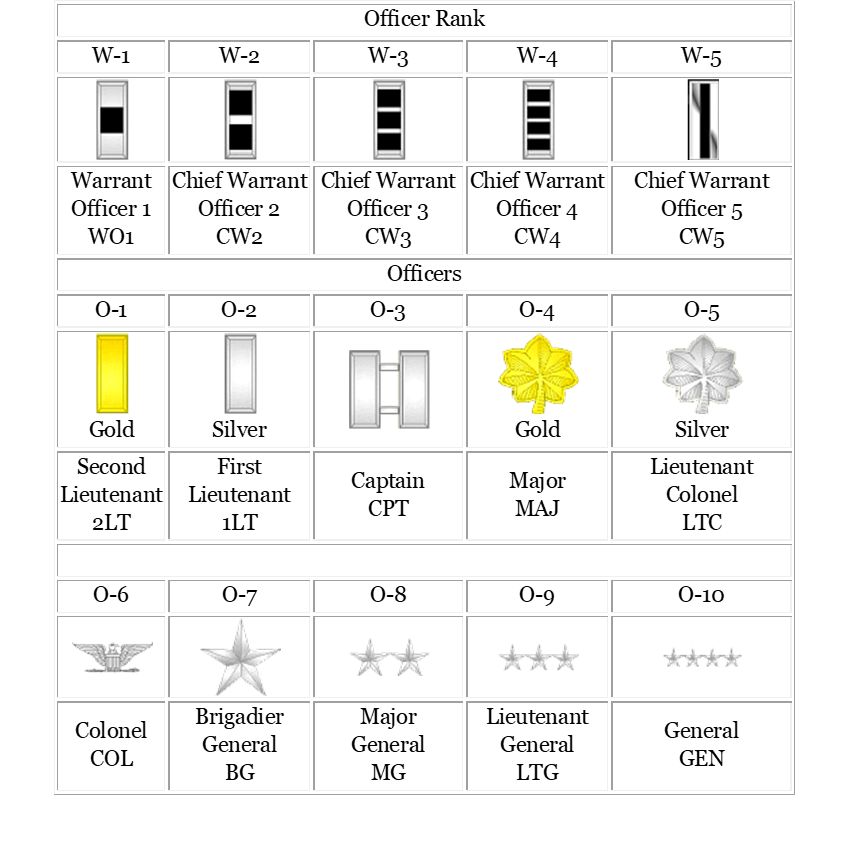 Officer Rank
W-1 W-2 W-3 W-4 W-5
Warrant Chief Warrant Chief Warrant Chief Warrant Chief Warrant
Officer 1 Officer 2 Officer 3 Officer 4 Officer 5
WO1 CW2 CW3 CW4 CW5
Officers
O-1 O-2 O-3 O-4 O-5
Gold Silver Gold Silver
Second Lieutenant 2LT
First Lieutenant 1LT
Captain CPT
Major MAJ
Lieutenant Colonel LTC
O-6 O-7 O-8 O-9 O-10
Colonel COL
Brigadier General BG
Major General MG
Lieutenant General LTG
General GEN